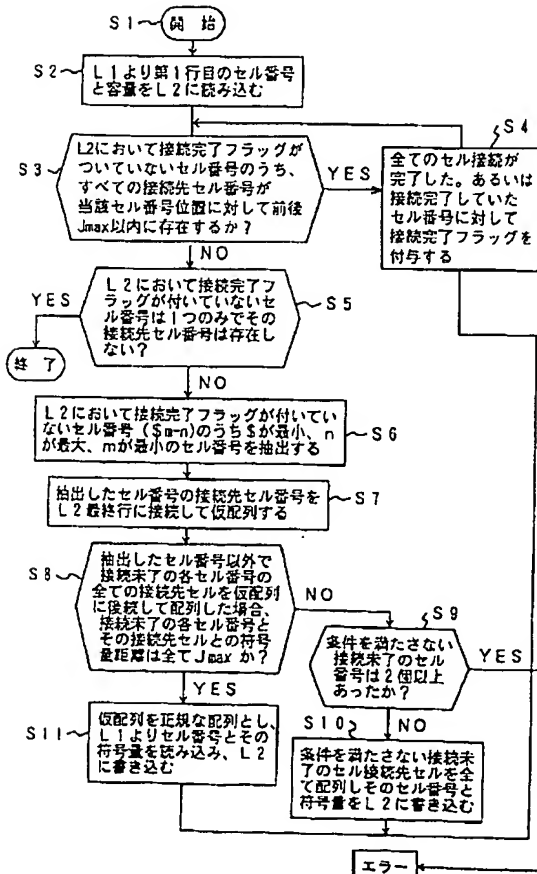 S1
開 始
S2
L1より第1行目のセル番号
と容量をL2に読み込む
S3
L2において接続完了フラッグが
ついていないセル番号のうち、
すべての接続先セル番号が
当該セル番号位置に対して前後
Jmax以内に存在するか?
YES
NO
S4
全てのセル接続が
完了した。あるいは
接続完了していた
セル番号に対して
接続完了フラッグを
付与する
S5
L2において接続完了フ
ラッグが付いていないセ
ル番号は1つのみでその
接続先セル番号は存在し
ない?
YES
終 了
NO
S6
L2において接続完了フラッグが付いてい
ないセル番号($m-n)のうち$が最小、n
が最大、mが最小のセル番号を抽出する
S7
抽出したセル番号の接続先セル番号を
L2最終行に接続して仮配列する
S8
抽出したセル番号以外で
接続未了の各セル番号の
全ての接続先セルを仮配列
に後続して配列した場合、
接続未了の各セル番号と
その接続先セルとの符号
量距離は全てJmaxか?
NO
YES
S9
条件を満たさない
接続未了のセル
番号は2個以上
あったか?
YES
NO
S10
条件を満たさない接続未
了のセル接続先セルを全
て配列しそのセル番号と
符号量をL2に書き込む
S11
仮配列を正規な配列とし、
L1よりセル番号とその
符号量を読み込み、L2
に書き込む
エラー